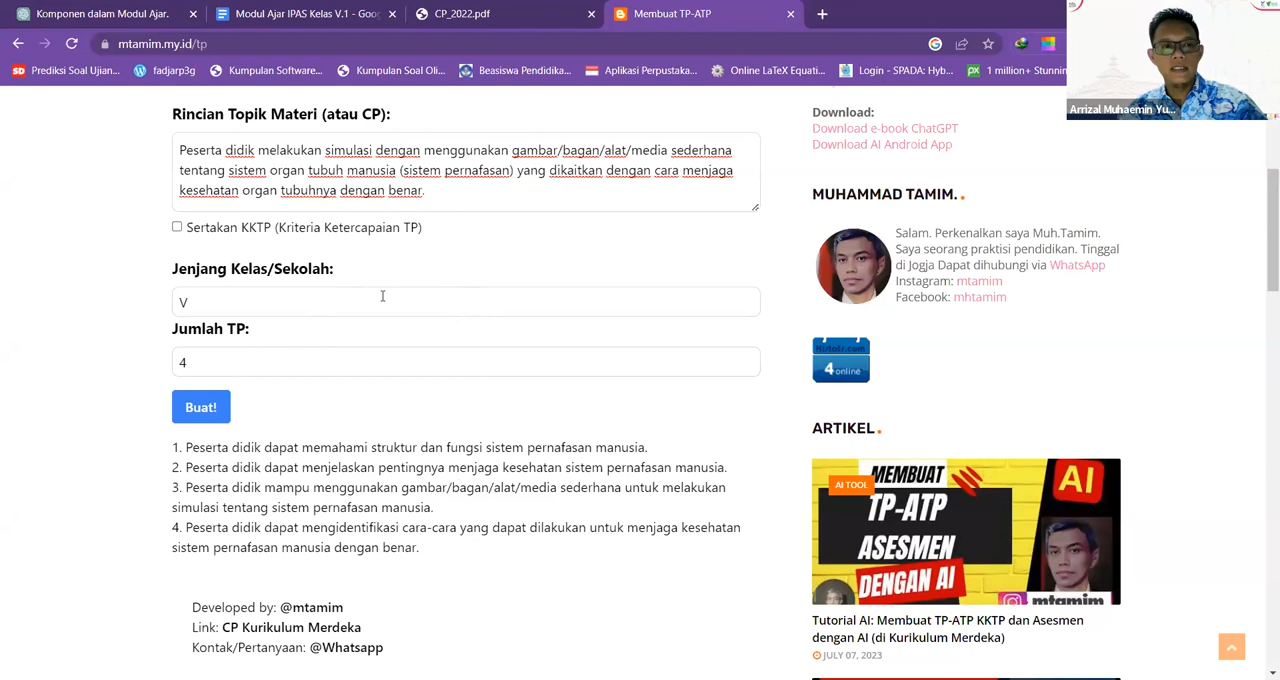 Komponen dalam Modul Ajar.
Modul Ajar IPAS Kelas V.1 - Goog
CP_2022.pdf
Membuat TP-ATP
mtamim.my.id/tp
Prediksi Soal Ujian...
fadjarp3g
Kumpulan Software...
Kumpulan Soal Oli...
Beasiswa Pendidika...
Aplikasi Perpustaka...
Online LaTeX Equati...
Login - SPADA: Hyb...
1 million+ Stunnin
Arrizal Muhaemin Yu...
Rincian Topik Materi (atau CP):
Peserta didik melakukan simulasi dengan menggunakan gambar/bagan/alat/media sederhana
tentang sistem organ tubuh manusia (sistem pernafasan) yang dikaitkan dengan cara menjaga
kesehatan organ tubuhnya dengan benar.
Sertakan KKTP (Kriteria Ketercapaian TP)
Jenjang Kelas/Sekolah:
V
Jumlah TP:
4
Buat!
1. Peserta didik dapat memahami struktur dan fungsi sistem pernafasan manusia.
2. Peserta didik dapat menjelaskan pentingnya menjaga kesehatan sistem pernafasan manusia.
3. Peserta didik mampu menggunakan gambar/bagan/alat/media sederhana untuk melakukan
simulasi tentang sistem pernafasan manusia.
4. Peserta didik dapat mengidentifikasi cara-cara yang dapat dilakukan untuk menjaga kesehatan
sistem pernafasan manusia dengan benar.
Developed by: @mtamim
Link: CP Kurikulum Merdeka
Kontak/Pertanyaan: @Whatsapp
Download:
Download e-book ChatGPT
Download AI Android App
MUHAMMAD TAMIM.
Salam. Perkenalkan saya Muh.Tamim.
Saya seorang praktisi pendidikan. Tinggal
di Jogja Dapat dihubungi via WhatsApp
Instagram: mtamim
Facebook: mhtamim
4 online
ARTIKEL.
AI TOOL
MEMBUAT
TP-ATP
ASESMEN
DENGAN AI
AI
mtamim
Tutorial AI: Membuat TP-ATP KKTP dan Asesmen
dengan AI (di Kurikulum Merdeka)
JULY 07, 2023